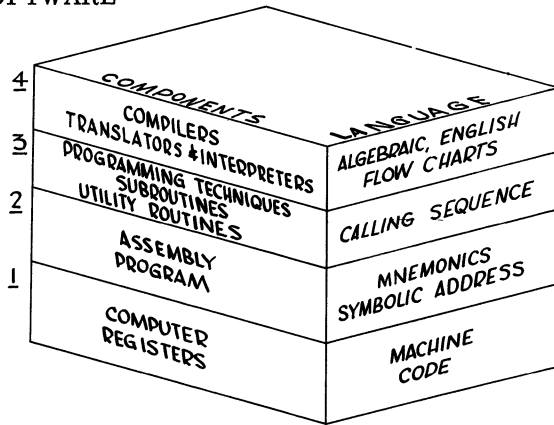 4
COMPONENTS
COMPILERS
TRANSLATORS & INTERPRETERS
3
PROGRAMMING TECHNIQUES
SUBROUTINES
UTILITY ROUTINES
2
ASSEMBLY
PROGRAM
1
COMPUTER
REGISTERS
LANGUAGE
ALGEBRAIC, ENGLISH
FLOW CHARTS
CALLING SEQUENCE
MNEMONICS
SYMBOLIC ADDRESS
MACHINE
CODE